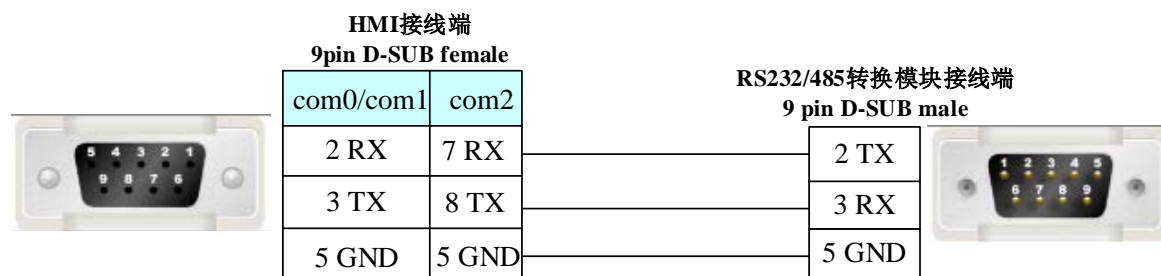 HMI接线端
9pin D-SUB female
RS232/485转换模块接线端
9 pin D-SUB male
com0/com1 com2
2 RX 7 RX 2 TX
3 TX 8 TX 3 RX
5 GND 5 GND 5 GND
5 4 3 2 1
9 8 7 6
1 2 3 4 5
6 7 8 9